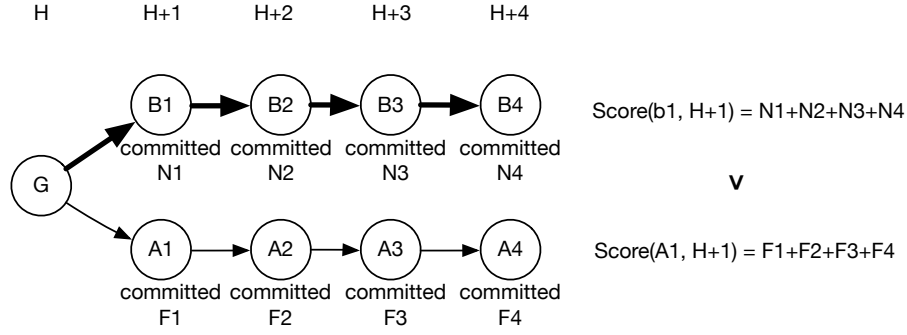 H H+1 H+2 H+3 H+4
B1 B2 B3 B4
Score(b1, H+1) = N1+N2+N3+N4
committed committed committed committed
N1 N2 N3 N4
G
v
A1 A2 A3 A4
Score(A1, H+1) = F1+F2+F3+F4
committed committed committed committed
F1 F2 F3 F4